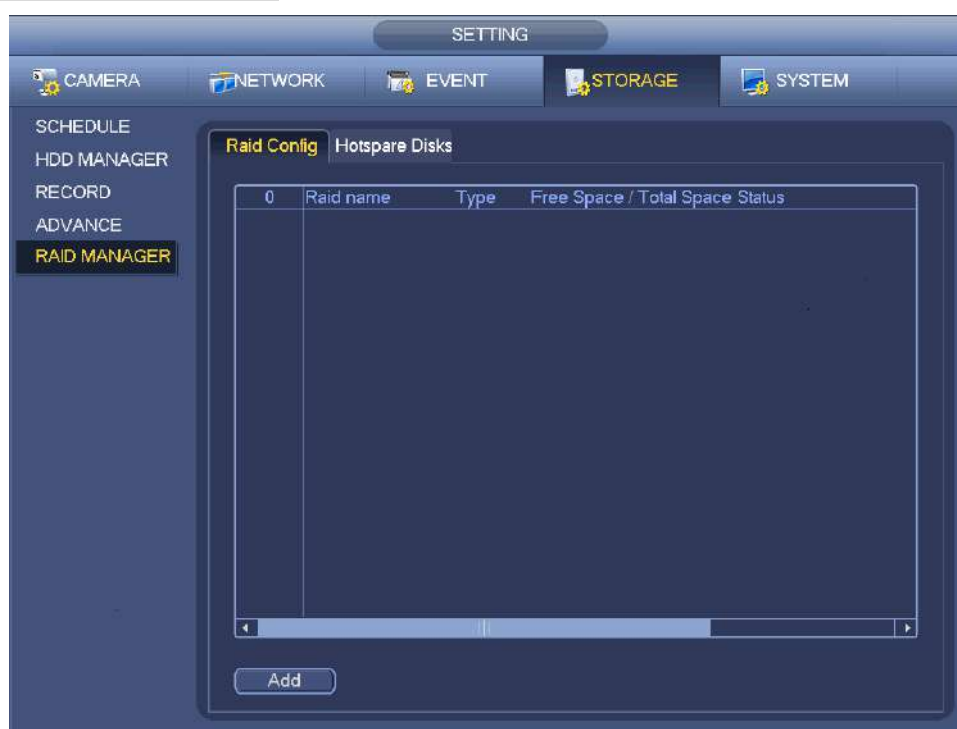 SETTING
CAMERA NETWORK EVENT STORAGE SYSTEM
SCHEDULE
HDD MANAGER
RECORD
ADVANCE
RAID MANAGER
Raid Config Hotspare Disks
0 Raid name Type Free Space / Total Space Status
Add